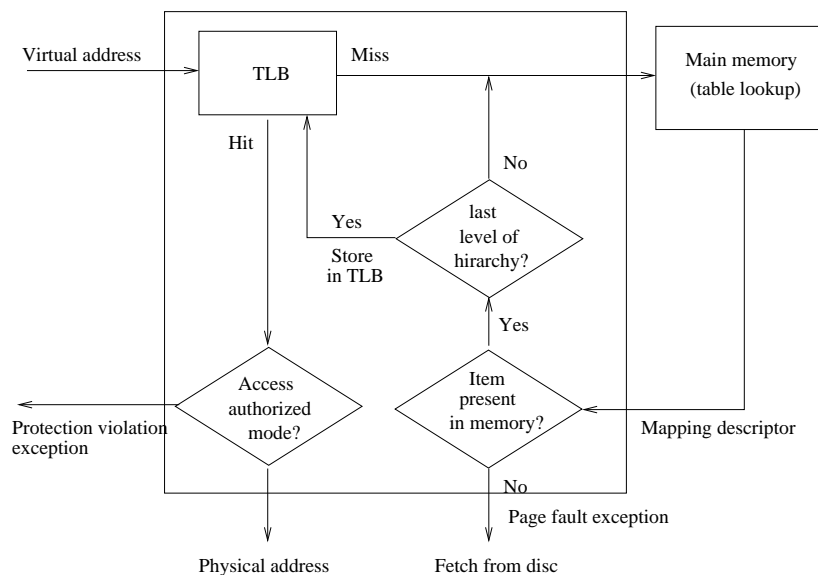 Virtual address
TLB
Miss
Main memory
(table lookup)
Hit
No
Yes
Store
in TLB
last
level of
hirarchy?
Yes
Access
authorized
mode?
Item
present
in memory?
Protection violation
exception
Mapping descriptor
No
Page fault exception
Physical address
Fetch from disc